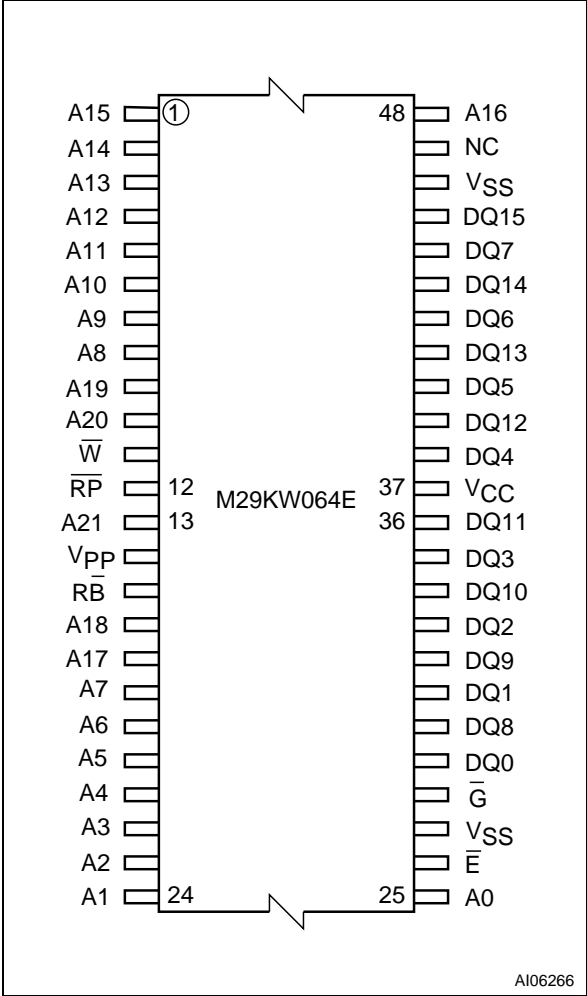 A15 1 48 A16
A14 NC
A13 VSS
A12 DQ15
A11 DQ7
A10 DQ14
A9 DQ6
A8 DQ13
A19 DQ5
A20 DQ12
W̅ DQ4
R̅P̅ 12 M29KW064E 37 VCC
A21 13 36 DQ11
VPP DQ3
RB̅ DQ10
A18 DQ2
A17 DQ9
A7 DQ1
A6 DQ8
A5 DQ0
A4 G̅
A3 VSS
A2 E̅
A1 24 25 A0
AI06266